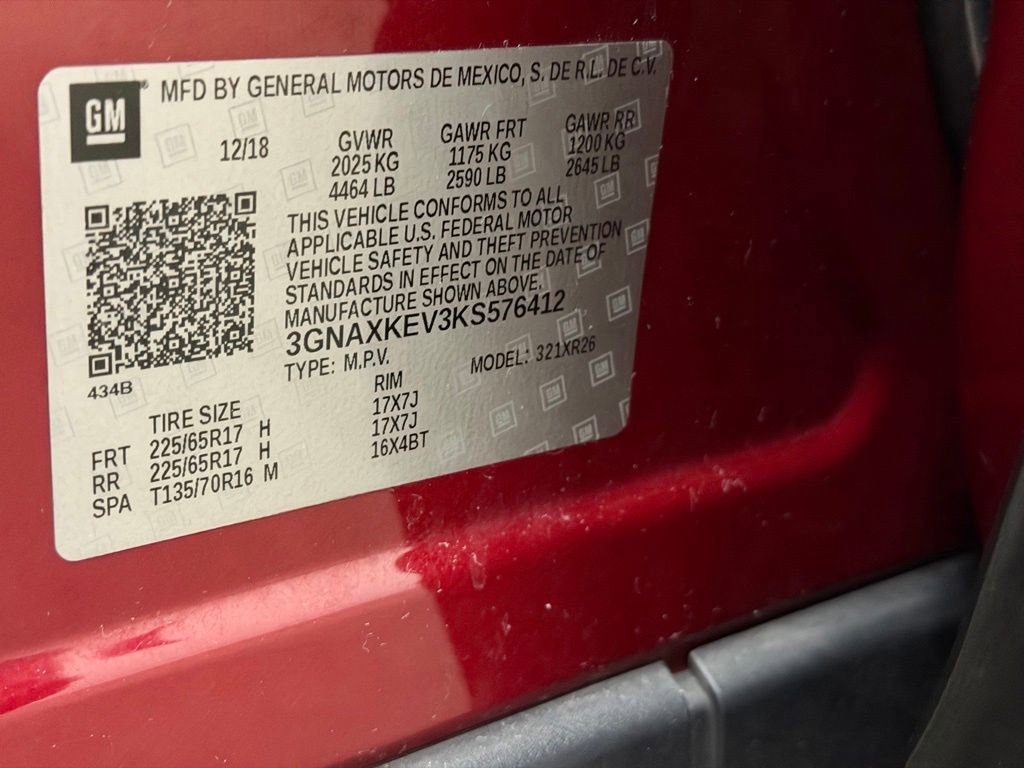 GM® MFD BY GENERAL MOTORS DE MEXICO, S. DE R.L. DE C.V.
12/18 GVWR GAWR FRT GAWR RR
2025 KG 1175 KG 1200 KG
4464 LB 2590 LB 2645 LB
THIS VEHICLE CONFORMS TO ALL
APPLICABLE U.S. FEDERAL MOTOR
VEHICLE SAFETY AND THEFT PREVENTION
STANDARDS IN EFFECT ON THE DATE OF
MANUFACTURE SHOWN ABOVE.
3GNAXKEV3KS576412
TYPE: M.P.V. MODEL: 321XR26
434B
TIRE SIZE RIM
FRT 225/65R17 H 17X7J
RR 225/65R17 H 17X7J
SPA T135/70R16 M 16X4BT